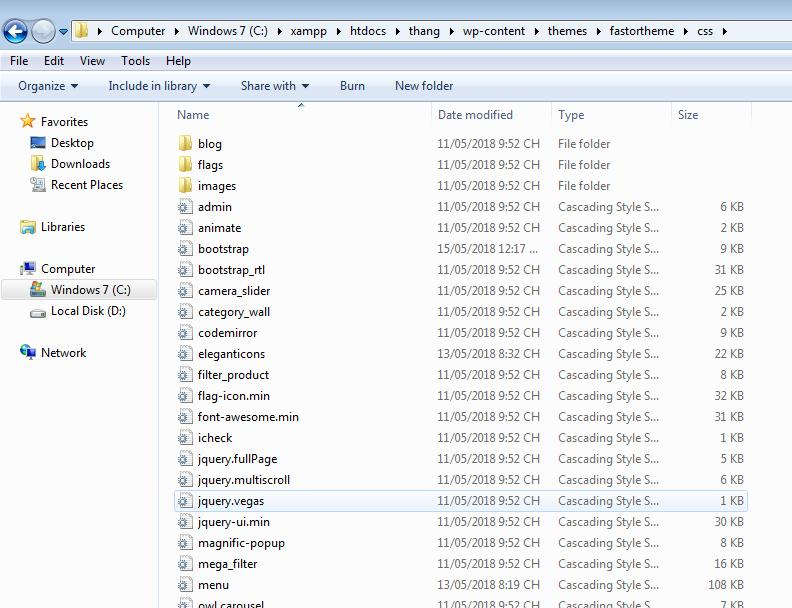 Computer Windows 7 (C:) xampp htdocs thang wp-content themes fastortheme css
File Edit View Tools Help
Organize Include in library Share with Burn New folder
Favorites
Desktop
Downloads
Recent Places
Libraries
Computer
Windows 7 (C:)
Local Disk (D:)
Network
Name Date modified Type Size
blog 11/05/2018 9:52 CH File folder
flags 11/05/2018 9:52 CH File folder
images 11/05/2018 9:52 CH File folder
admin 11/05/2018 9:52 CH Cascading Style S... 6 KB
animate 11/05/2018 9:52 CH Cascading Style S... 2 KB
bootstrap 15/05/2018 12:17 ... Cascading Style S... 9 KB
bootstrap_rtl 11/05/2018 9:52 CH Cascading Style S... 31 KB
camera_slider 11/05/2018 9:52 CH Cascading Style S... 25 KB
category_wall 11/05/2018 9:52 CH Cascading Style S... 2 KB
codemirror 11/05/2018 9:52 CH Cascading Style S... 9 KB
eleganticons 13/05/2018 8:32 CH Cascading Style S... 22 KB
filter_product 11/05/2018 9:52 CH Cascading Style S... 8 KB
flag-icon.min 11/05/2018 9:52 CH Cascading Style S... 32 KB
font-awesome.min 11/05/2018 9:52 CH Cascading Style S... 31 KB
icheck 11/05/2018 9:52 CH Cascading Style S... 1 KB
jquery.fullPage 11/05/2018 9:52 CH Cascading Style S... 5 KB
jquery.multiscroll 11/05/2018 9:52 CH Cascading Style S... 6 KB
jquery.vegas 11/05/2018 9:52 CH Cascading Style S... 1 KB
jquery-ui.min 11/05/2018 9:52 CH Cascading Style S... 30 KB
magnific-popup 11/05/2018 9:52 CH Cascading Style S... 8 KB
mega_filter 11/05/2018 9:52 CH Cascading Style S... 16 KB
menu 13/05/2018 8:19 CH Cascading Style S... 108 KB
owl.carousel 11/05/2018 9:52 CH Cascading Style S... 7 KB